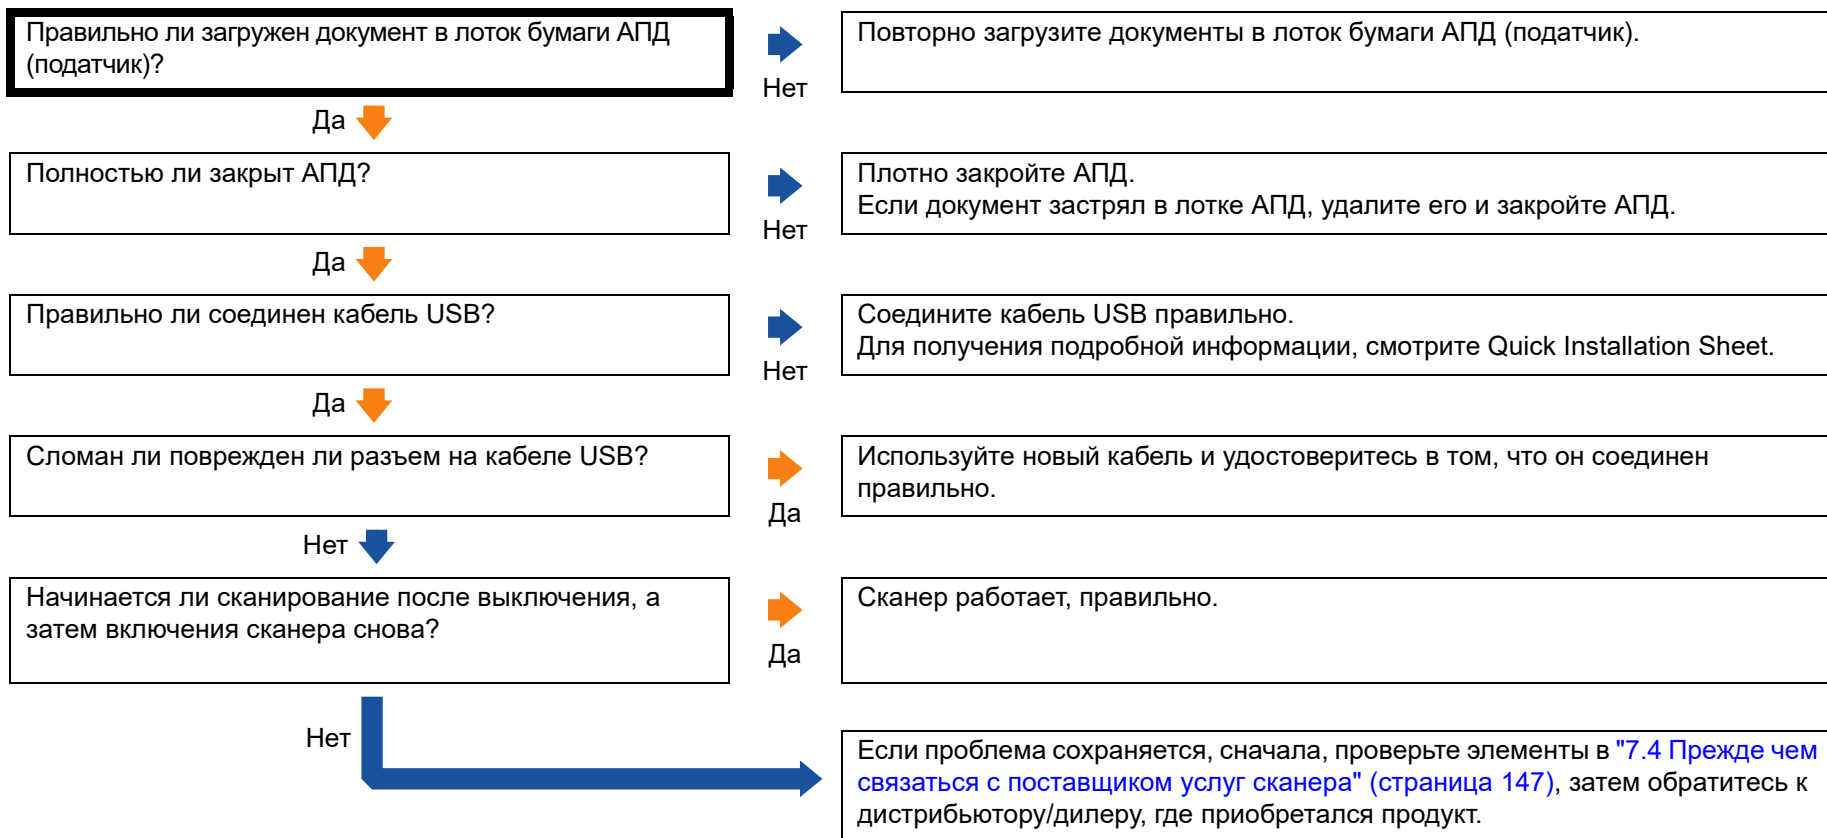 Правильно ли загружен документ в лоток бумаги АПД
(податчик)?
Нет
Повторно загрузите документы в лоток бумаги АПД (податчик).
Да
Полностью ли закрыт АПД?
Нет
Плотно закройте АПД.
Если документ застрял в лотке АПД, удалите его и закройте АПД.
Да
Правильно ли соединен кабель USB?
Нет
Соедините кабель USB правильно.
Для получения подробной информации, смотрите Quick Installation Sheet.
Да
Сломан ли поврежден ли разъем на кабеле USB?
Да
Используйте новый кабель и удостоверитесь в том, что он соединен
правильно.
Нет
Начинается ли сканирование после выключения, а
затем включения сканера снова?
Да
Сканер работает, правильно.
Нет
Если проблема сохраняется, сначала, проверьте элементы в "7.4 Прежде чем
связаться с поставщиком услуг сканера" (страница 147), затем обратитесь к
дистрибьютору/дилеру, где приобретался продукт.